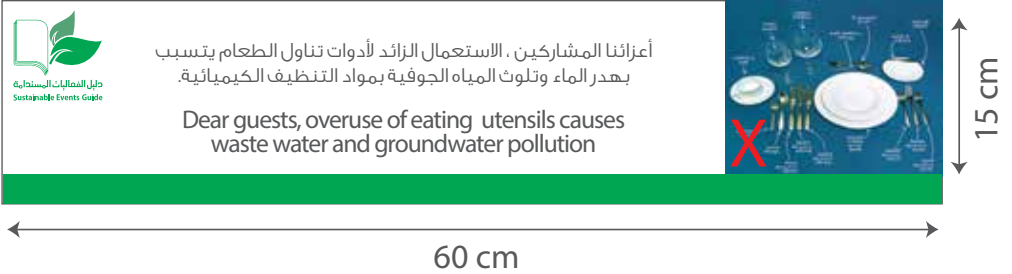 دليل الفعاليات المستدامة
Sustainable Events Guide
أعزائنا المشاركين ، الاستعمال الزائد لأدوات تناول الطعام يتسبب
بهدر الماء وتلوث المياه الجوفية بمواد التنظيف الكيميائية.
Dear guests, overuse of eating utensils causes
waste water and groundwater pollution
X
15 cm
60 cm